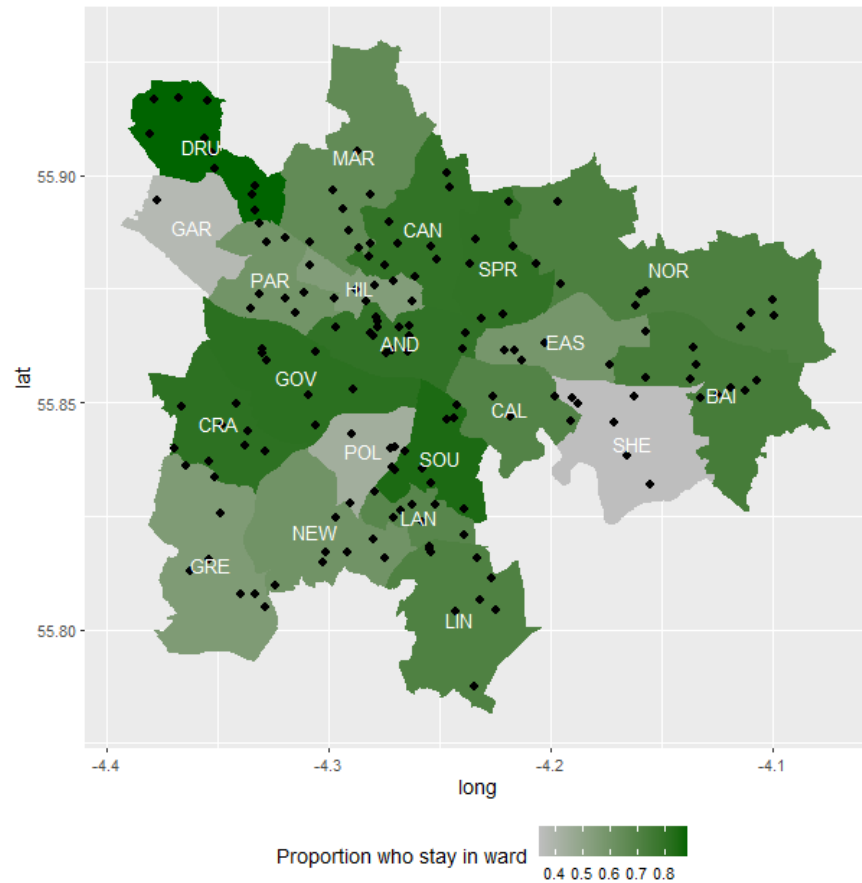 DRU
MAR
55.90
GAR
CAN
SPR
NOR
PAR
HIL
AND
EAS
lat
GOV
55.85
CRA
CAL
BAI
POL
SOU
SHE
LAN
NEW
GRE
LIN
55.80
-4.4 -4.3 -4.2 -4.1
long
Proportion who stay in ward
0.4 0.5 0.6 0.7 0.8